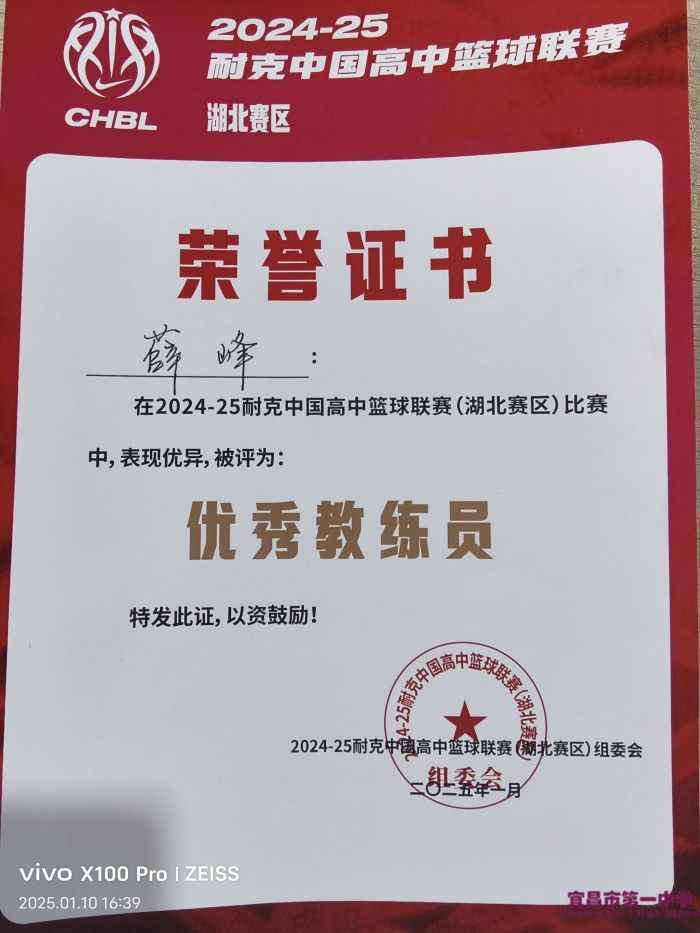 2024-25
耐克中国高中篮球联赛
CHBL
湖北赛区
荣誉证书
薛峰：
在2024-25耐克中国高中篮球联赛（湖北赛区）比赛
中，表现优异，被评为：
优秀教练员
特发此证，以资鼓励！
2024-25耐克中国高中篮球联赛（湖北赛区）
组委会
2024-25耐克中国高中篮球联赛（湖北赛区）组委会
二〇二五年一月
vivo X100 Pro | ZEISS
2025.01.10 16:39
宜昌市第一中学
Yichang No. 1 High School